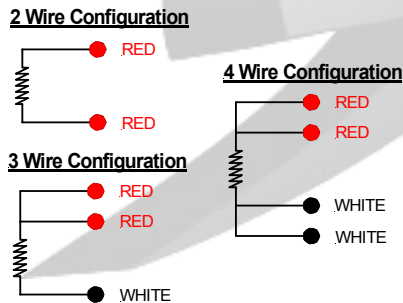 2 Wire Configuration
RED
RED
3 Wire Configuration
RED
RED
WHITE
4 Wire Configuration
RED
RED
WHITE
WHITE